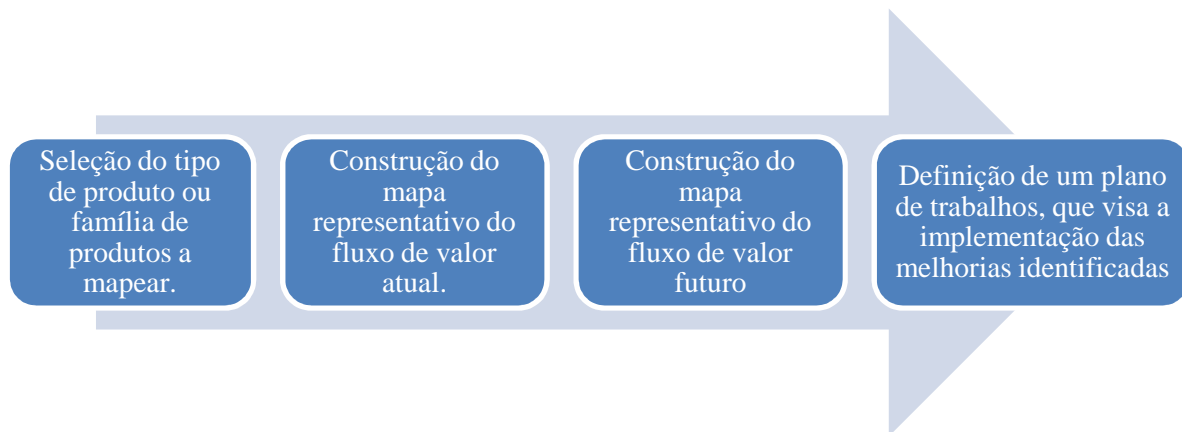 Seleção do tipo
de produto ou
família de
produtos a
mapear.
Construção do
mapa
representativo do
fluxo de valor
atual.
Construção do
mapa
representativo do
fluxo de valor
futuro
Definição de um plano
de trabalhos, que visa a
implementação das
melhorias identificadas